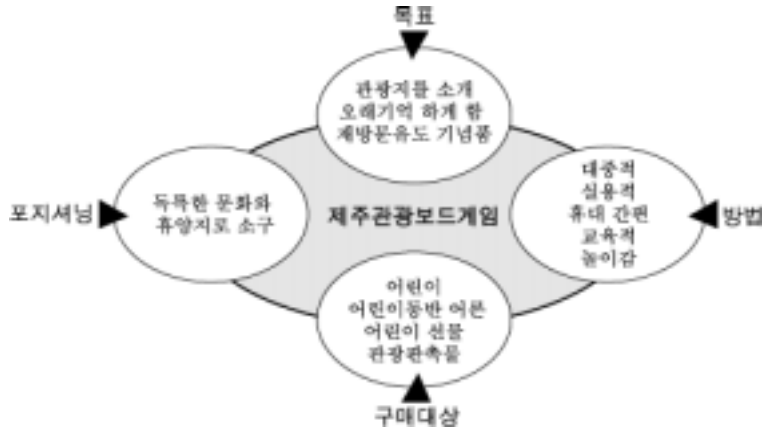 목표
관광지를 소개
오래기억 하게 함
재방문유도 기념품
포지셔닝
독특한 문화와
휴양지로 소구
제주관광보드게임
대중적
실용적
휴대 간편
교육적
놀이감
방법
어린이
어린이동반 어른
어린이 선물
관광판촉물
구매대상